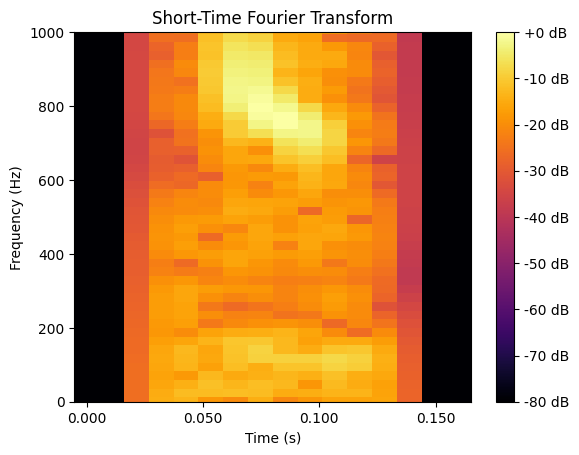 Short-Time Fourier Transform
1000
800
600
400
200
0
Frequency (Hz)
0.000
0.050
0.100
0.150
Time (s)
+0 dB
-10 dB
-20 dB
-30 dB
-40 dB
-50 dB
-60 dB
-70 dB
-80 dB